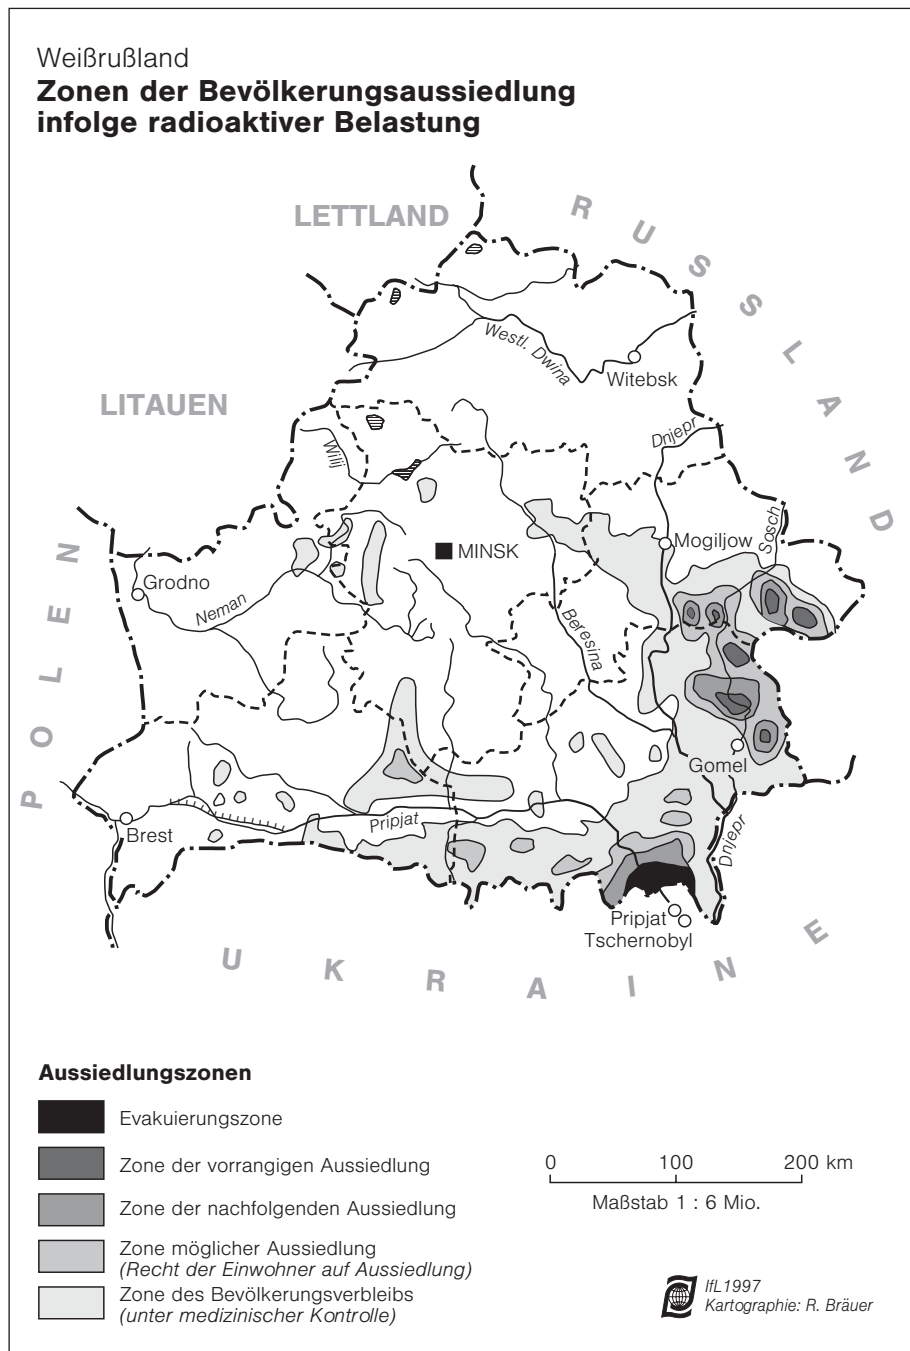 Weißrußland
Zonen der Bevölkerungsaussiedlung
infolge radioaktiver Belastung
LETTLAND
RUSSLAND
LITAUEN
POLEN
UKRAINE
Westl. Dwina
Witebsk
Dnjepr
Wilij
Sosch
MINSK
Mogiljow
Grodno
Neman
Beresina
Gomel
Brest
Pripjat
Dnjepr
Pripjat
Tschernobyl
Aussiedlungszonen
Evakuierungszone
Zone der vorrangigen Aussiedlung
Zone der nachfolgenden Aussiedlung
Zone möglicher Aussiedlung
(Recht der Einwohner auf Aussiedlung)
Zone des Bevölkerungsverbleibs
(unter medizinischer Kontrolle)
0 100 200 km
Maßstab 1 : 6 Mio.
IfL1997
Kartographie: R. Bräuer